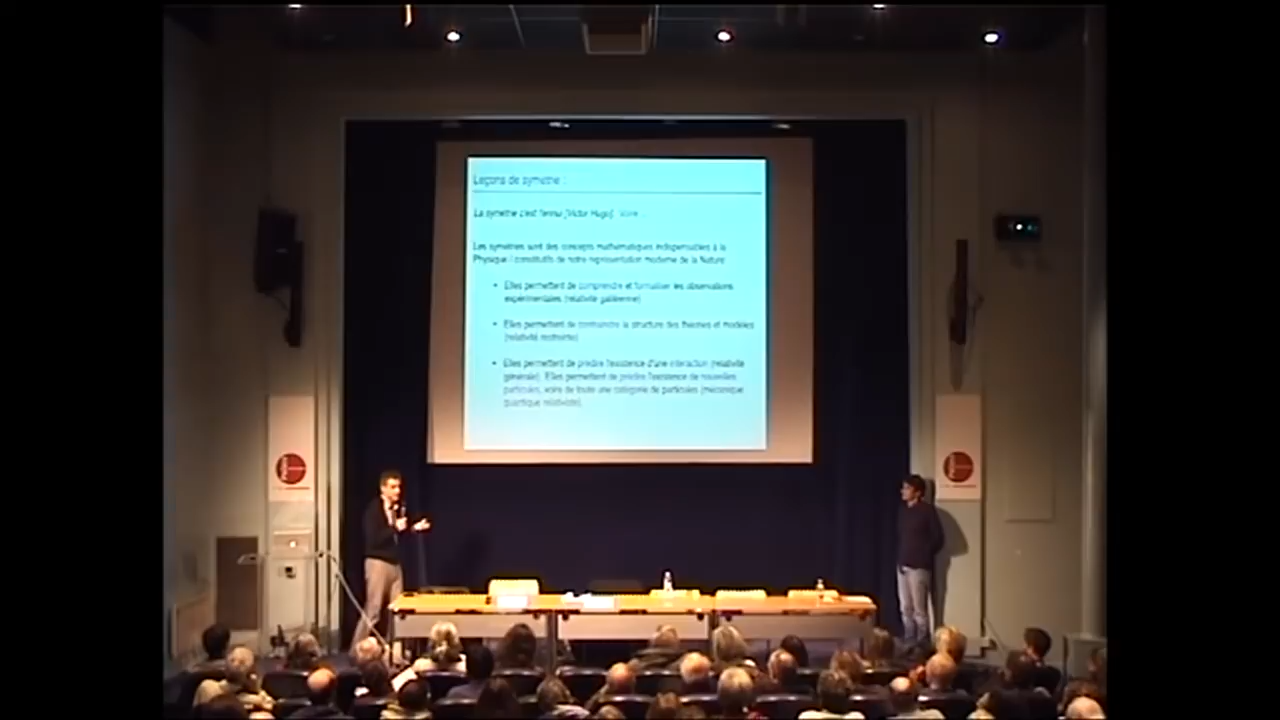 Leçons de symétrie :
La symétrie c'est l'ennui [Victor Hugo]. Voire ...
Les symétries sont des concepts mathématiques indispensables à la
Physique / constitutifs de notre représentation moderne de la Nature
• Elles permettent de comprendre et formaliser les observations
expérimentales (relativité galiléenne)
• Elles permettent de contraindre la structure des théories et modèles
(relativité restreinte)
• Elles permettent de prédire l'existence d'une interaction (relativité
générale). Elles permettent de prédire l'existence de nouvelles
particules, voire de toute une catégorie de particules (mécanique
quantique relativiste).